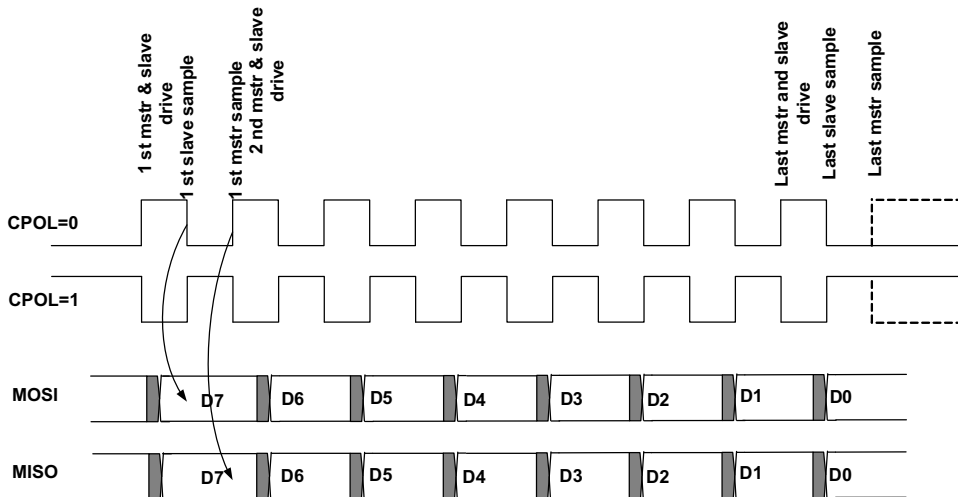 1 st mstr & slave
drive
1 st slave sample
1 st mstr sample
2 nd mstr & slave
drive
Last mstr and slave
drive
Last slave sample
Last mstr sample
CPOL=0
CPOL=1
MOSI
D7
D6
D5
D4
D3
D2
D1
D0
MISO
D7
D6
D5
D4
D3
D2
D1
D0